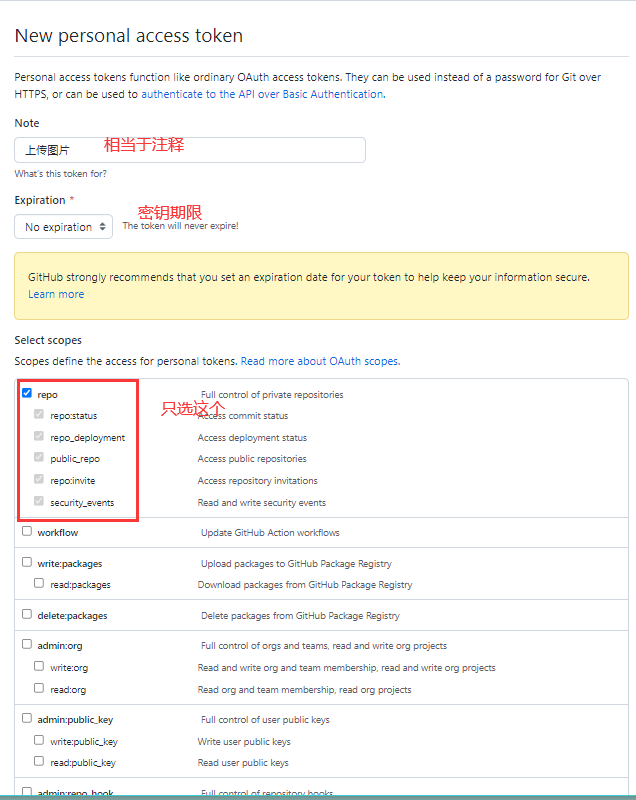 New personal access token
Personal access tokens function like ordinary OAuth access tokens. They can be used instead of a password for Git over
HTTPS, or can be used to authenticate to the API over Basic Authentication.
Note
上传图片 相当于注释
What's this token for?
Expiration *
密钥期限
No expiration The token will never expire!
GitHub strongly recommends that you set an expiration date for your token to help keep your information secure.
Learn more
Select scopes
Scopes define the access for personal tokens. Read more about OAuth scopes.
repo Full control of private repositories
只选这个
repo:status Access commit status
repo_deployment Access deployment status
public_repo Access public repositories
repo:invite Access repository invitations
security_events Read and write security events
workflow Update GitHub Action workflows
write:packages Upload packages to GitHub Package Registry
read:packages Download packages from GitHub Package Registry
delete:packages Delete packages from GitHub Package Registry
admin:org Full control of orgs and teams, read and write org projects
write:org Read and write org and team membership, read and write org projects
read:org Read org and team membership, read org projects
admin:public_key Full control of user public keys
write:public_key Write user public keys
read:public_key Read user public keys
admin:repo_hook Full control of repository hooks